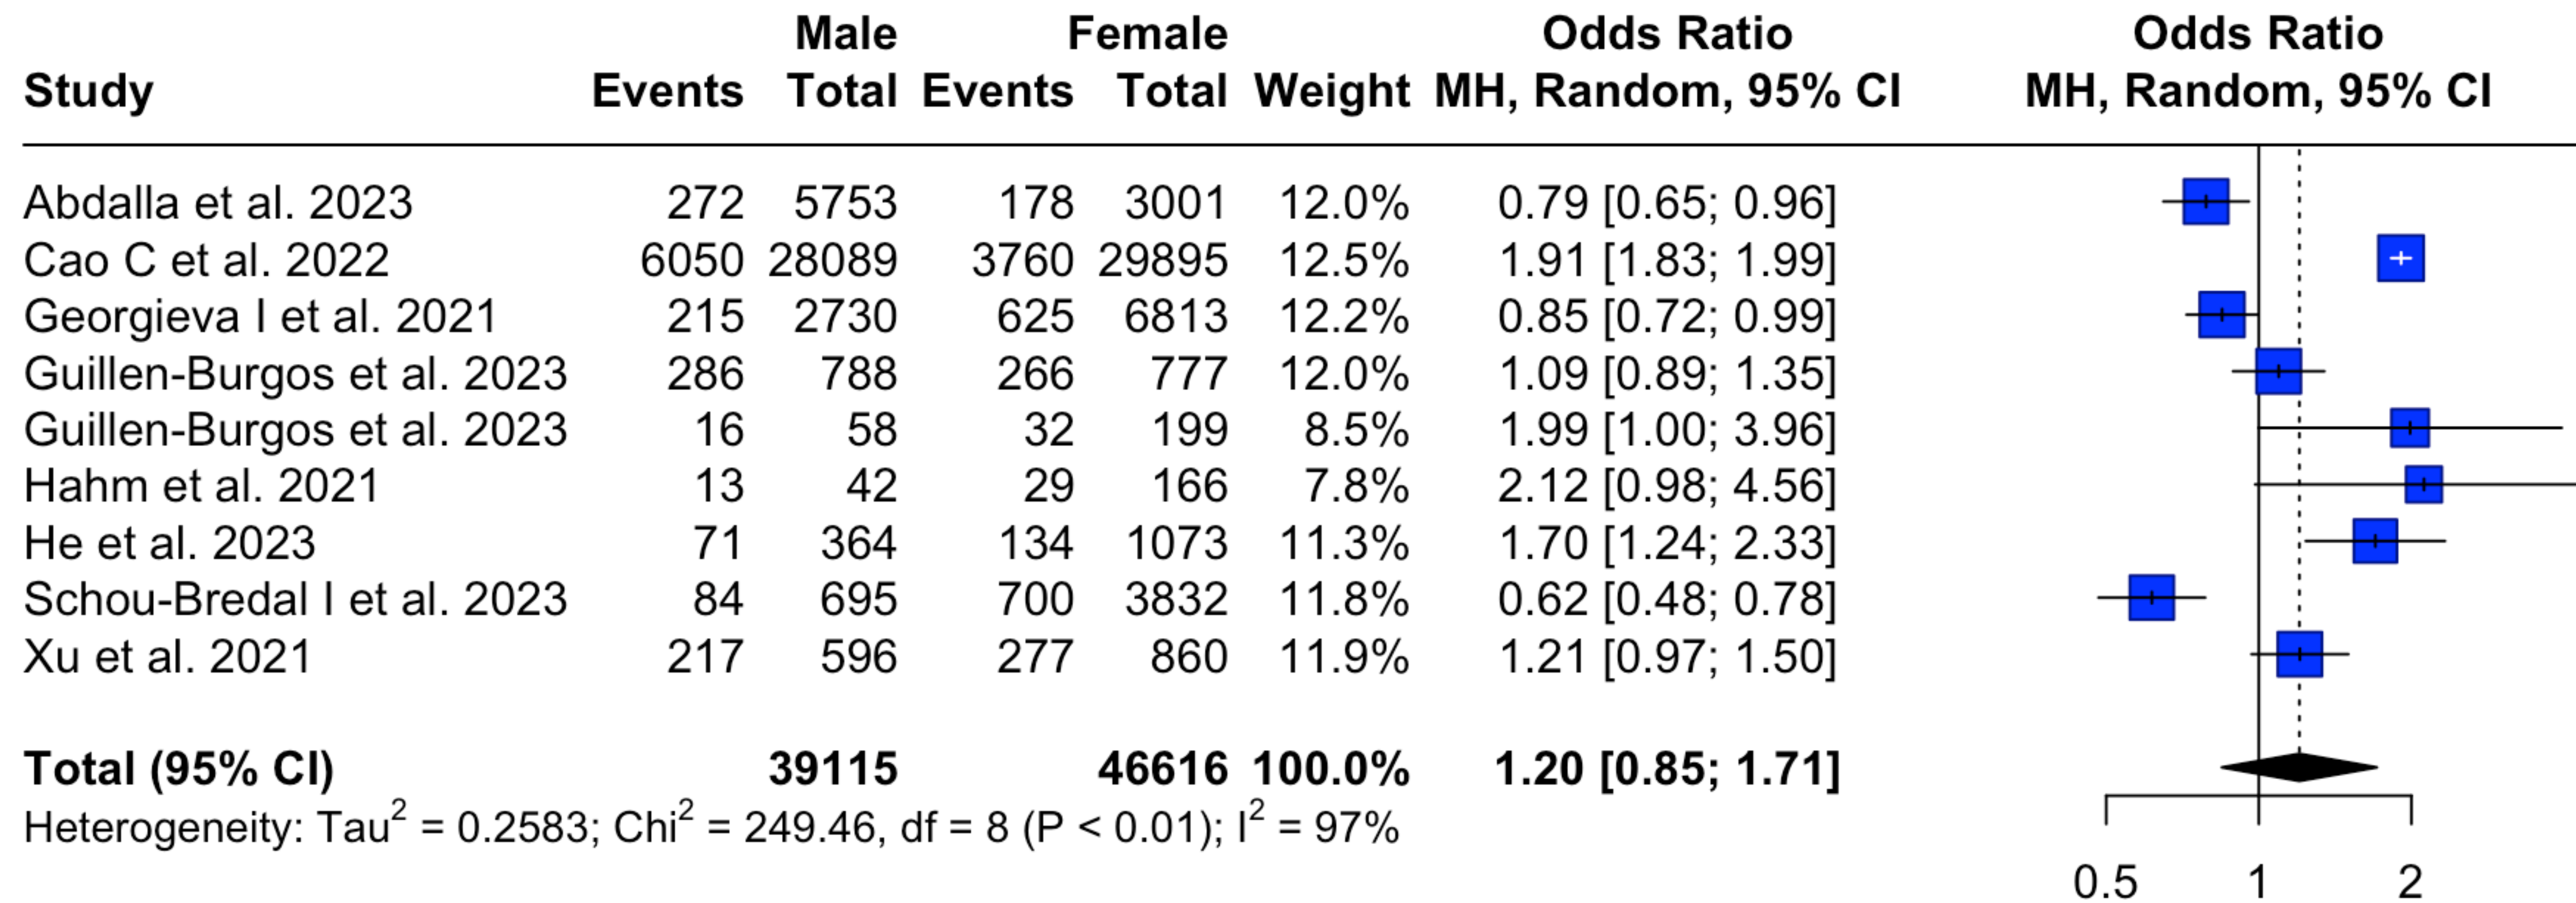 Male Female Odds Ratio Odds Ratio
Study Events Total Events Total Weight MH, Random, 95% CI MH, Random, 95% CI
Abdalla et al. 2023 272 5753 178 3001 12.0% 0.79 [0.65; 0.96]
Cao C et al. 2022 6050 28089 3760 29895 12.5% 1.91 [1.83; 1.99]
Georgieva I et al. 2021 215 2730 625 6813 12.2% 0.85 [0.72; 0.99]
Guillen-Burgos et al. 2023 286 788 266 777 12.0% 1.09 [0.89; 1.35]
Guillen-Burgos et al. 2023 16 58 32 199 8.5% 1.99 [1.00; 3.96]
Hahm et al. 2021 13 42 29 166 7.8% 2.12 [0.98; 4.56]
He et al. 2023 71 364 134 1073 11.3% 1.70 [1.24; 2.33]
Schou-Bredal I et al. 2023 84 695 700 3832 11.8% 0.62 [0.48; 0.78]
Xu et al. 2021 217 596 277 860 11.9% 1.21 [0.97; 1.50]
Total (95% CI) 39115 46616 100.0% 1.20 [0.85; 1.71]
Heterogeneity: Tau² = 0.2583; Chi² = 249.46, df = 8 (P < 0.01); I² = 97%
0.5 1 2